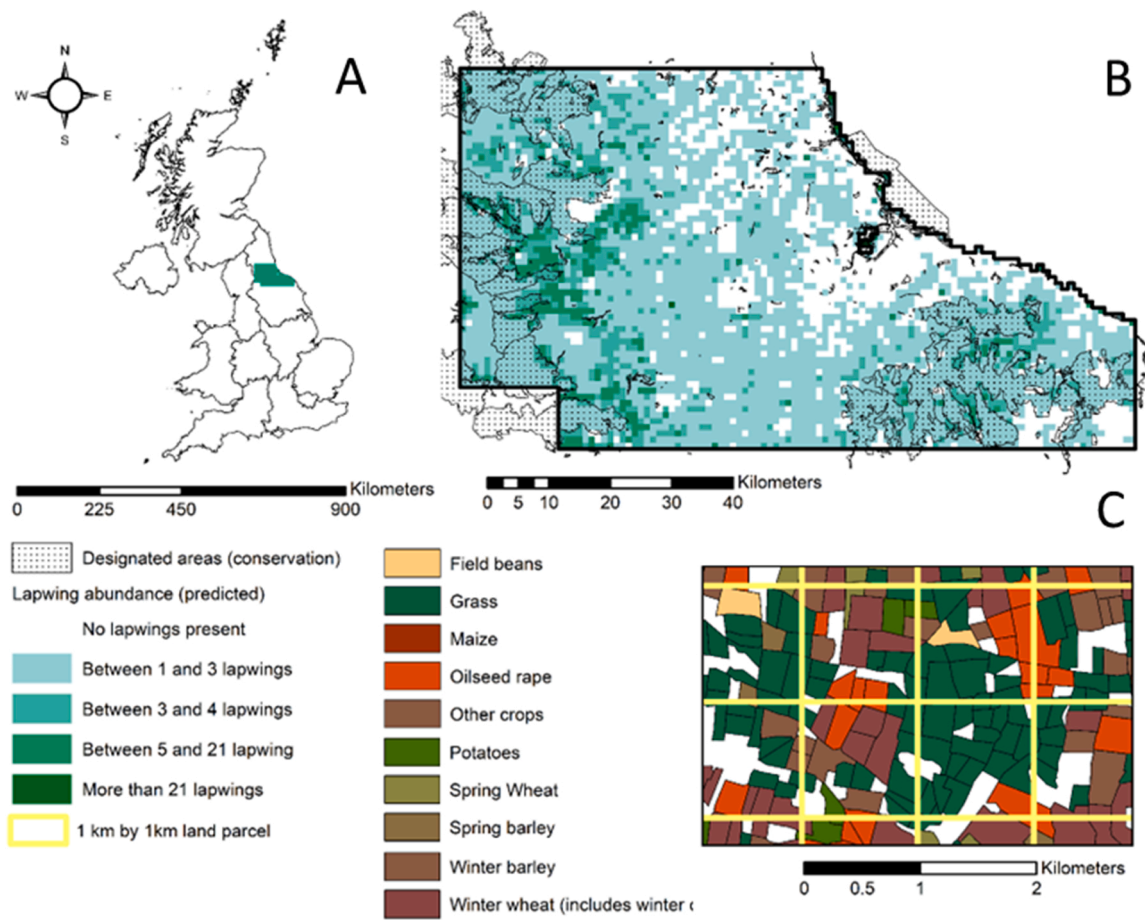 A
B
N
W E
S
Kilometers
0 225 450 900
Kilometers
0 5 10 20 30 40
C
Designated areas (conservation)
Lapwing abundance (predicted)
No lapwings present
Between 1 and 3 lapwings
Between 3 and 4 lapwings
Between 5 and 21 lapwing
More than 21 lapwings
1 km by 1km land parcel
Field beans
Grass
Maize
Oilseed rape
Other crops
Potatoes
Spring Wheat
Spring barley
Winter barley
Winter wheat (includes winter
Kilometers
0 0.5 1 2